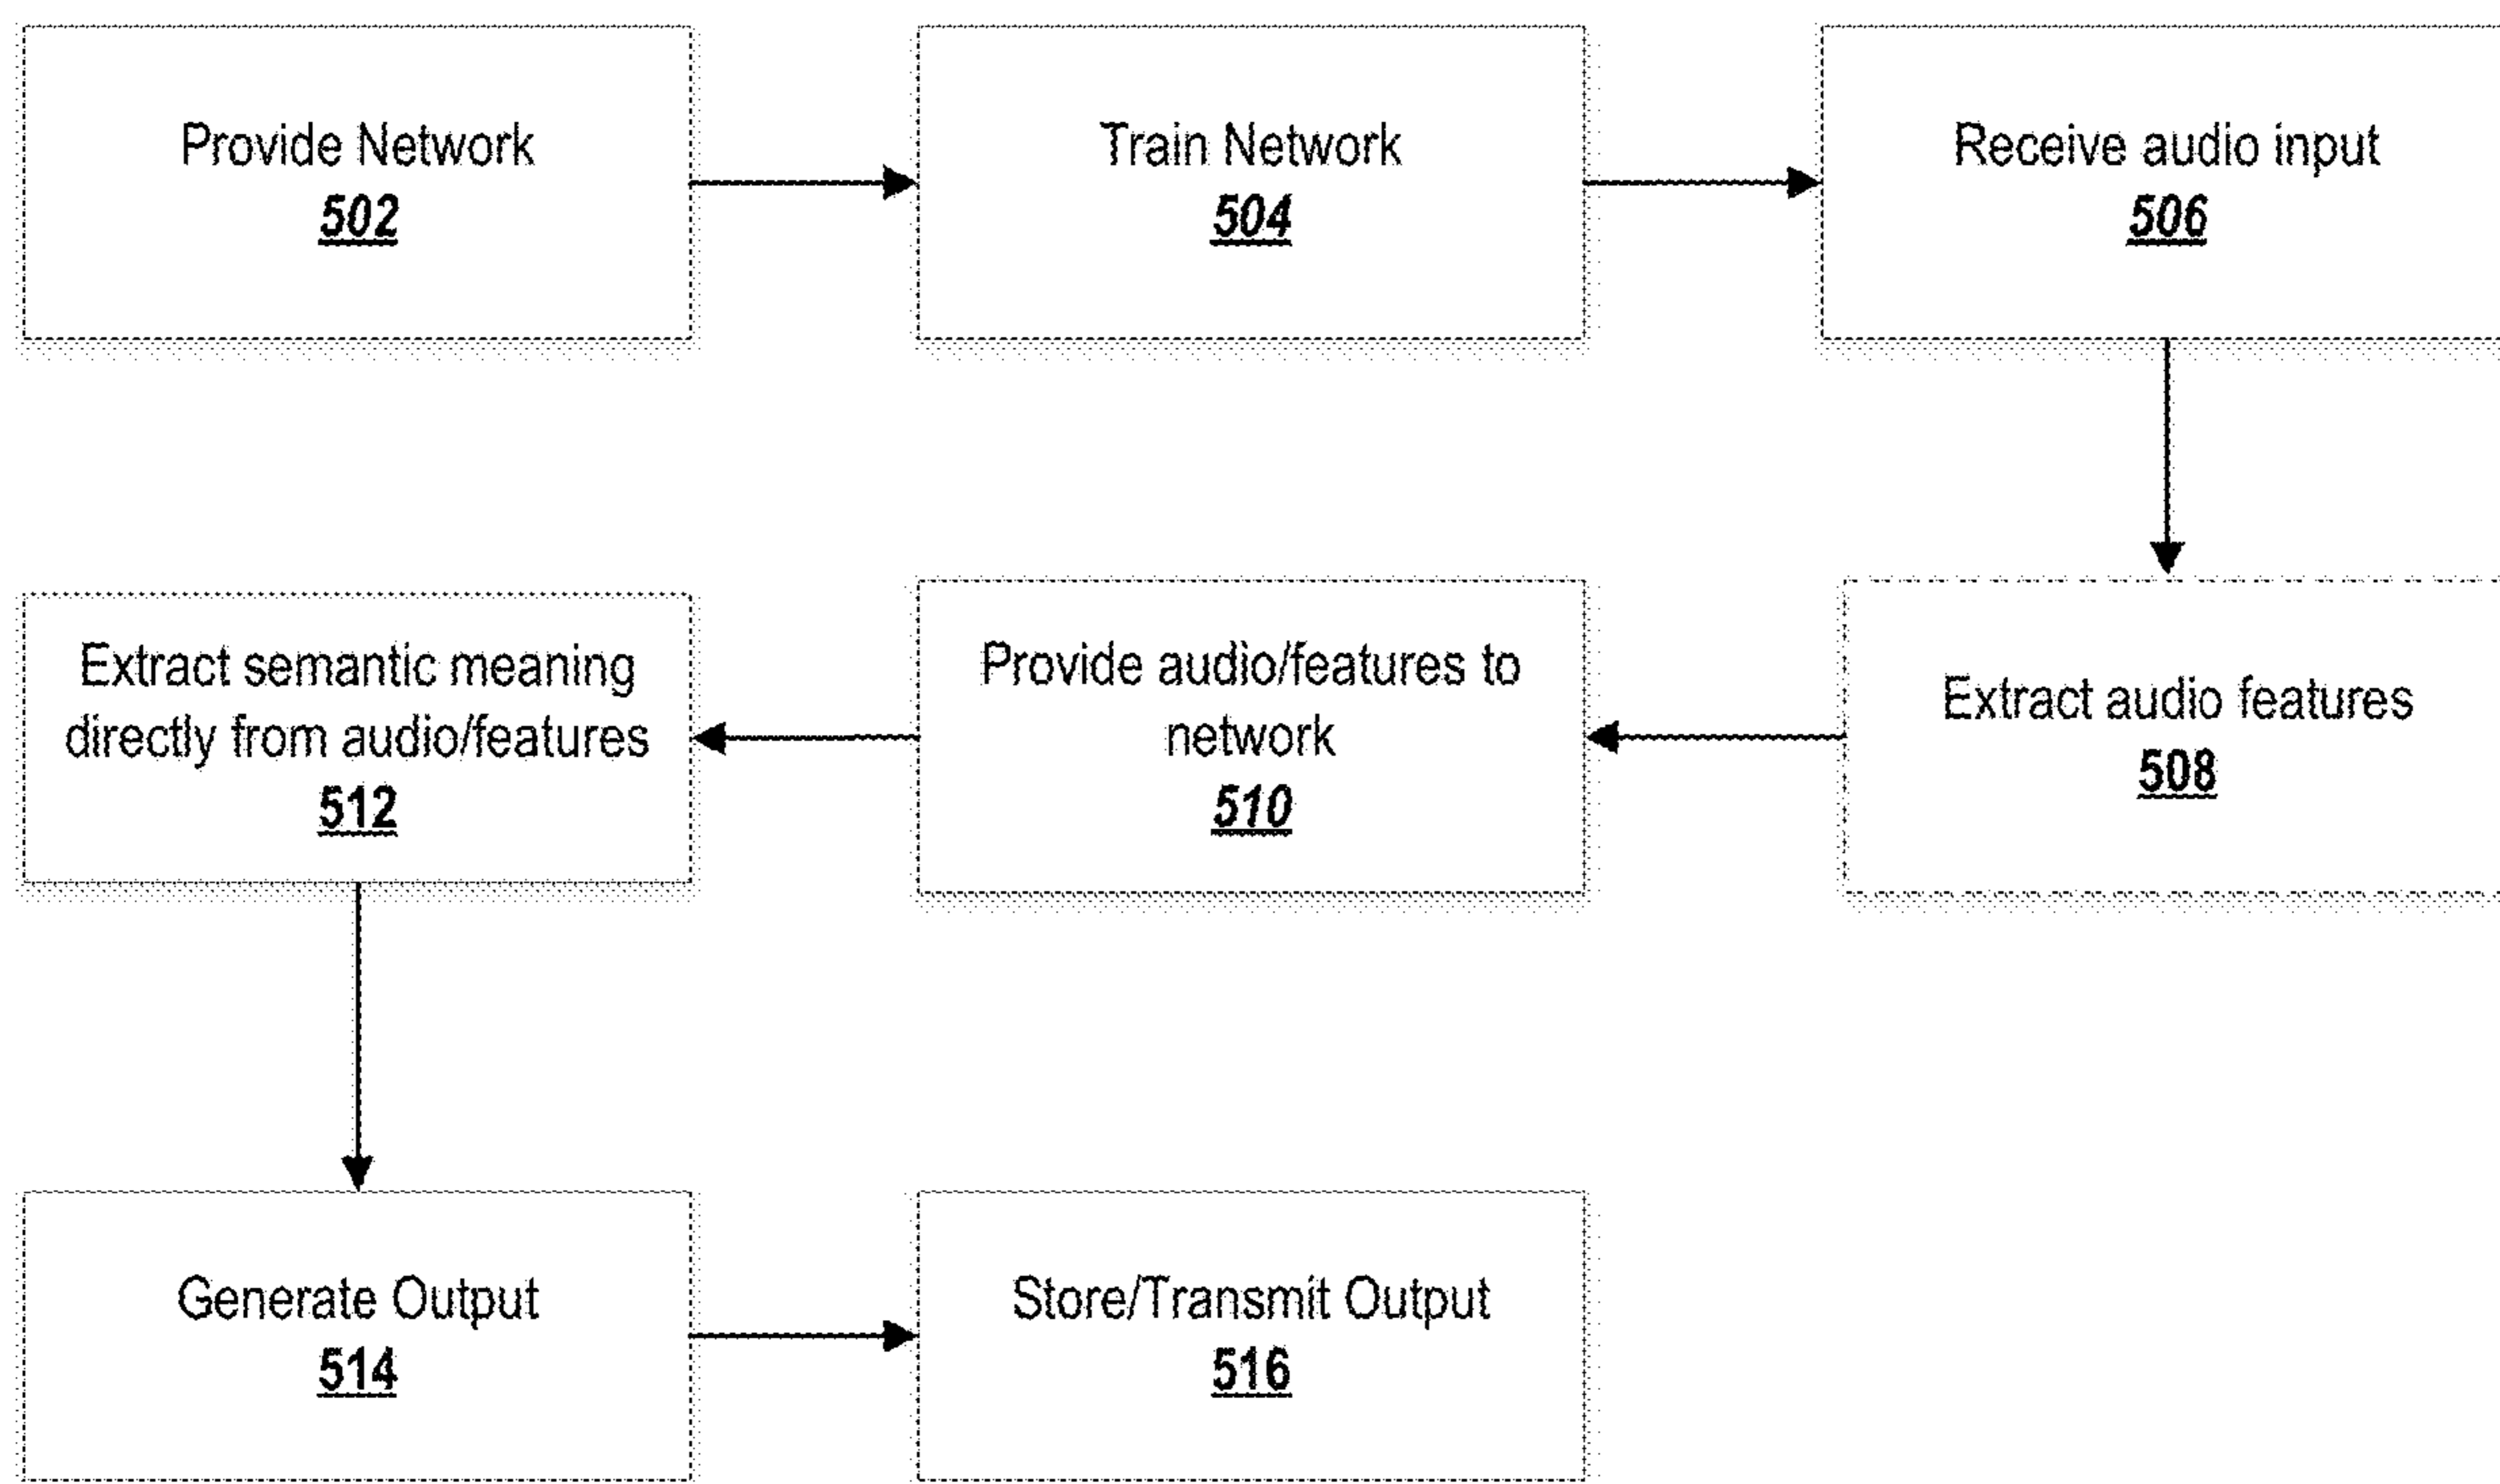 Provide Network
502
Train Network
504
Receive audio input
506
Extract audio features
508
Provide audio/features to
network
510
Extract semantic meaning
directly from audio/features
512
Generate Output
514
Store/Transmit Output
516